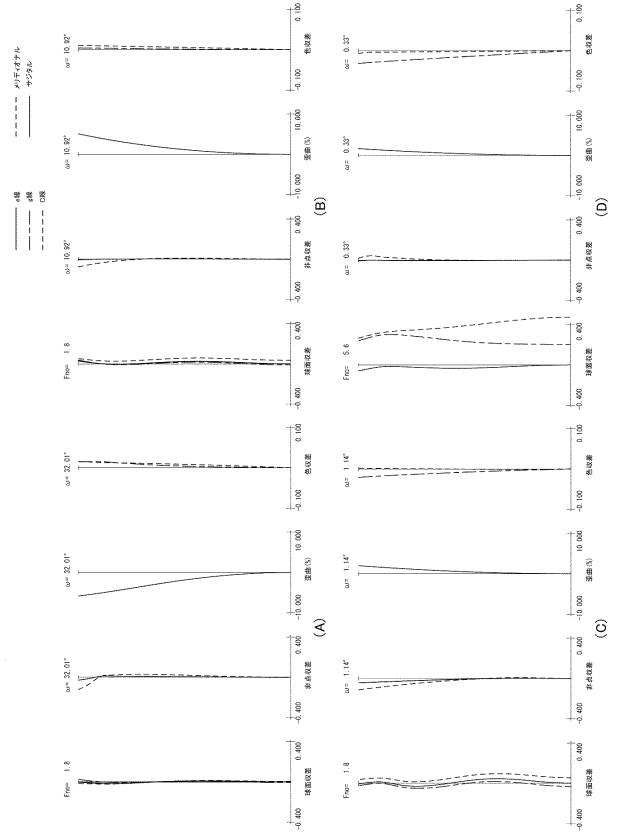 e線 メリディオナル
g線 サジタル
C線
Fno= 1.8 ω= 32.01° ω= 32.01° ω= 32.01° Fno= 1.8 ω= 10.92° ω= 10.92° ω= 10.92°
-0.400 0.400 -0.400 0.400 -10.000 10.000 -0.100 0.100 -0.400 0.400 -0.400 0.400 -10.000 10.000 -0.100 0.100
球面収差 非点収差 歪曲(%) 色収差 球面収差 非点収差 歪曲(%) 色収差
(A) (B)
Fno= 1.8 ω= 1.14° ω= 1.14° ω= 1.14° Fno= 5.6 ω= 0.33° ω= 0.33° ω= 0.33°
-0.400 0.400 -0.400 0.400 -10.000 10.000 -0.100 0.100 -0.400 0.400 -0.400 0.400 -10.000 10.000 -0.100 0.100
球面収差 非点収差 歪曲(%) 色収差 球面収差 非点収差 歪曲(%) 色収差
(C) (D)